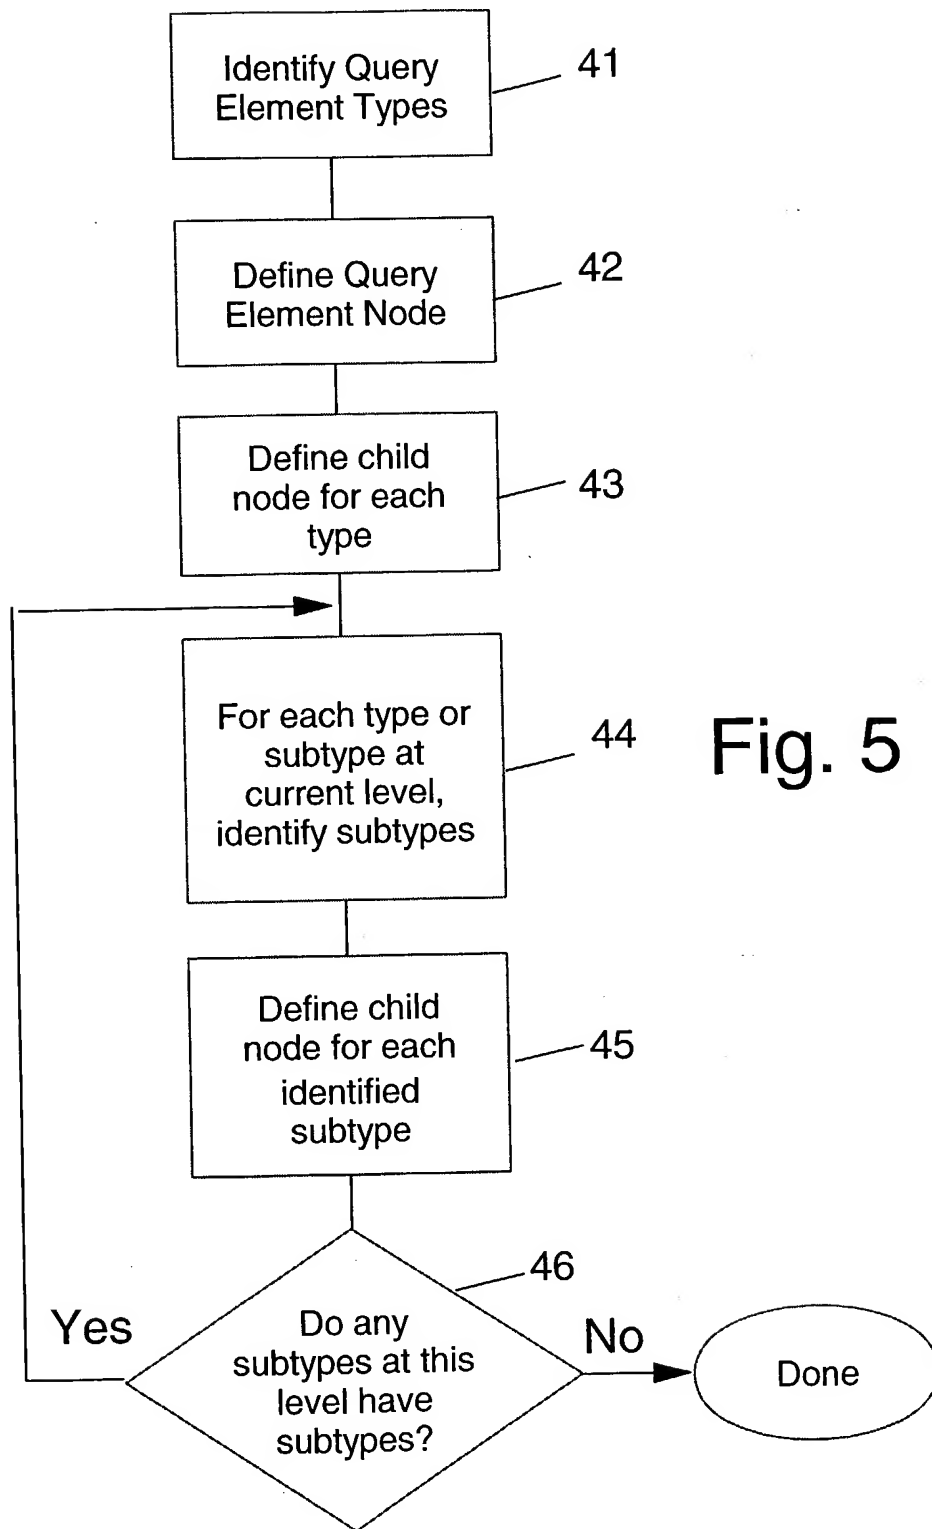 Identify Query
Element Types
41
Define Query
Element Node
42
Define child
node for each
type
43
For each type or
subtype at
current level,
identify subtypes
44
Fig. 5
Define child
node for each
identified
subtype
45
46
Yes
Do any
subtypes at this
level have
subtypes?
No
Done